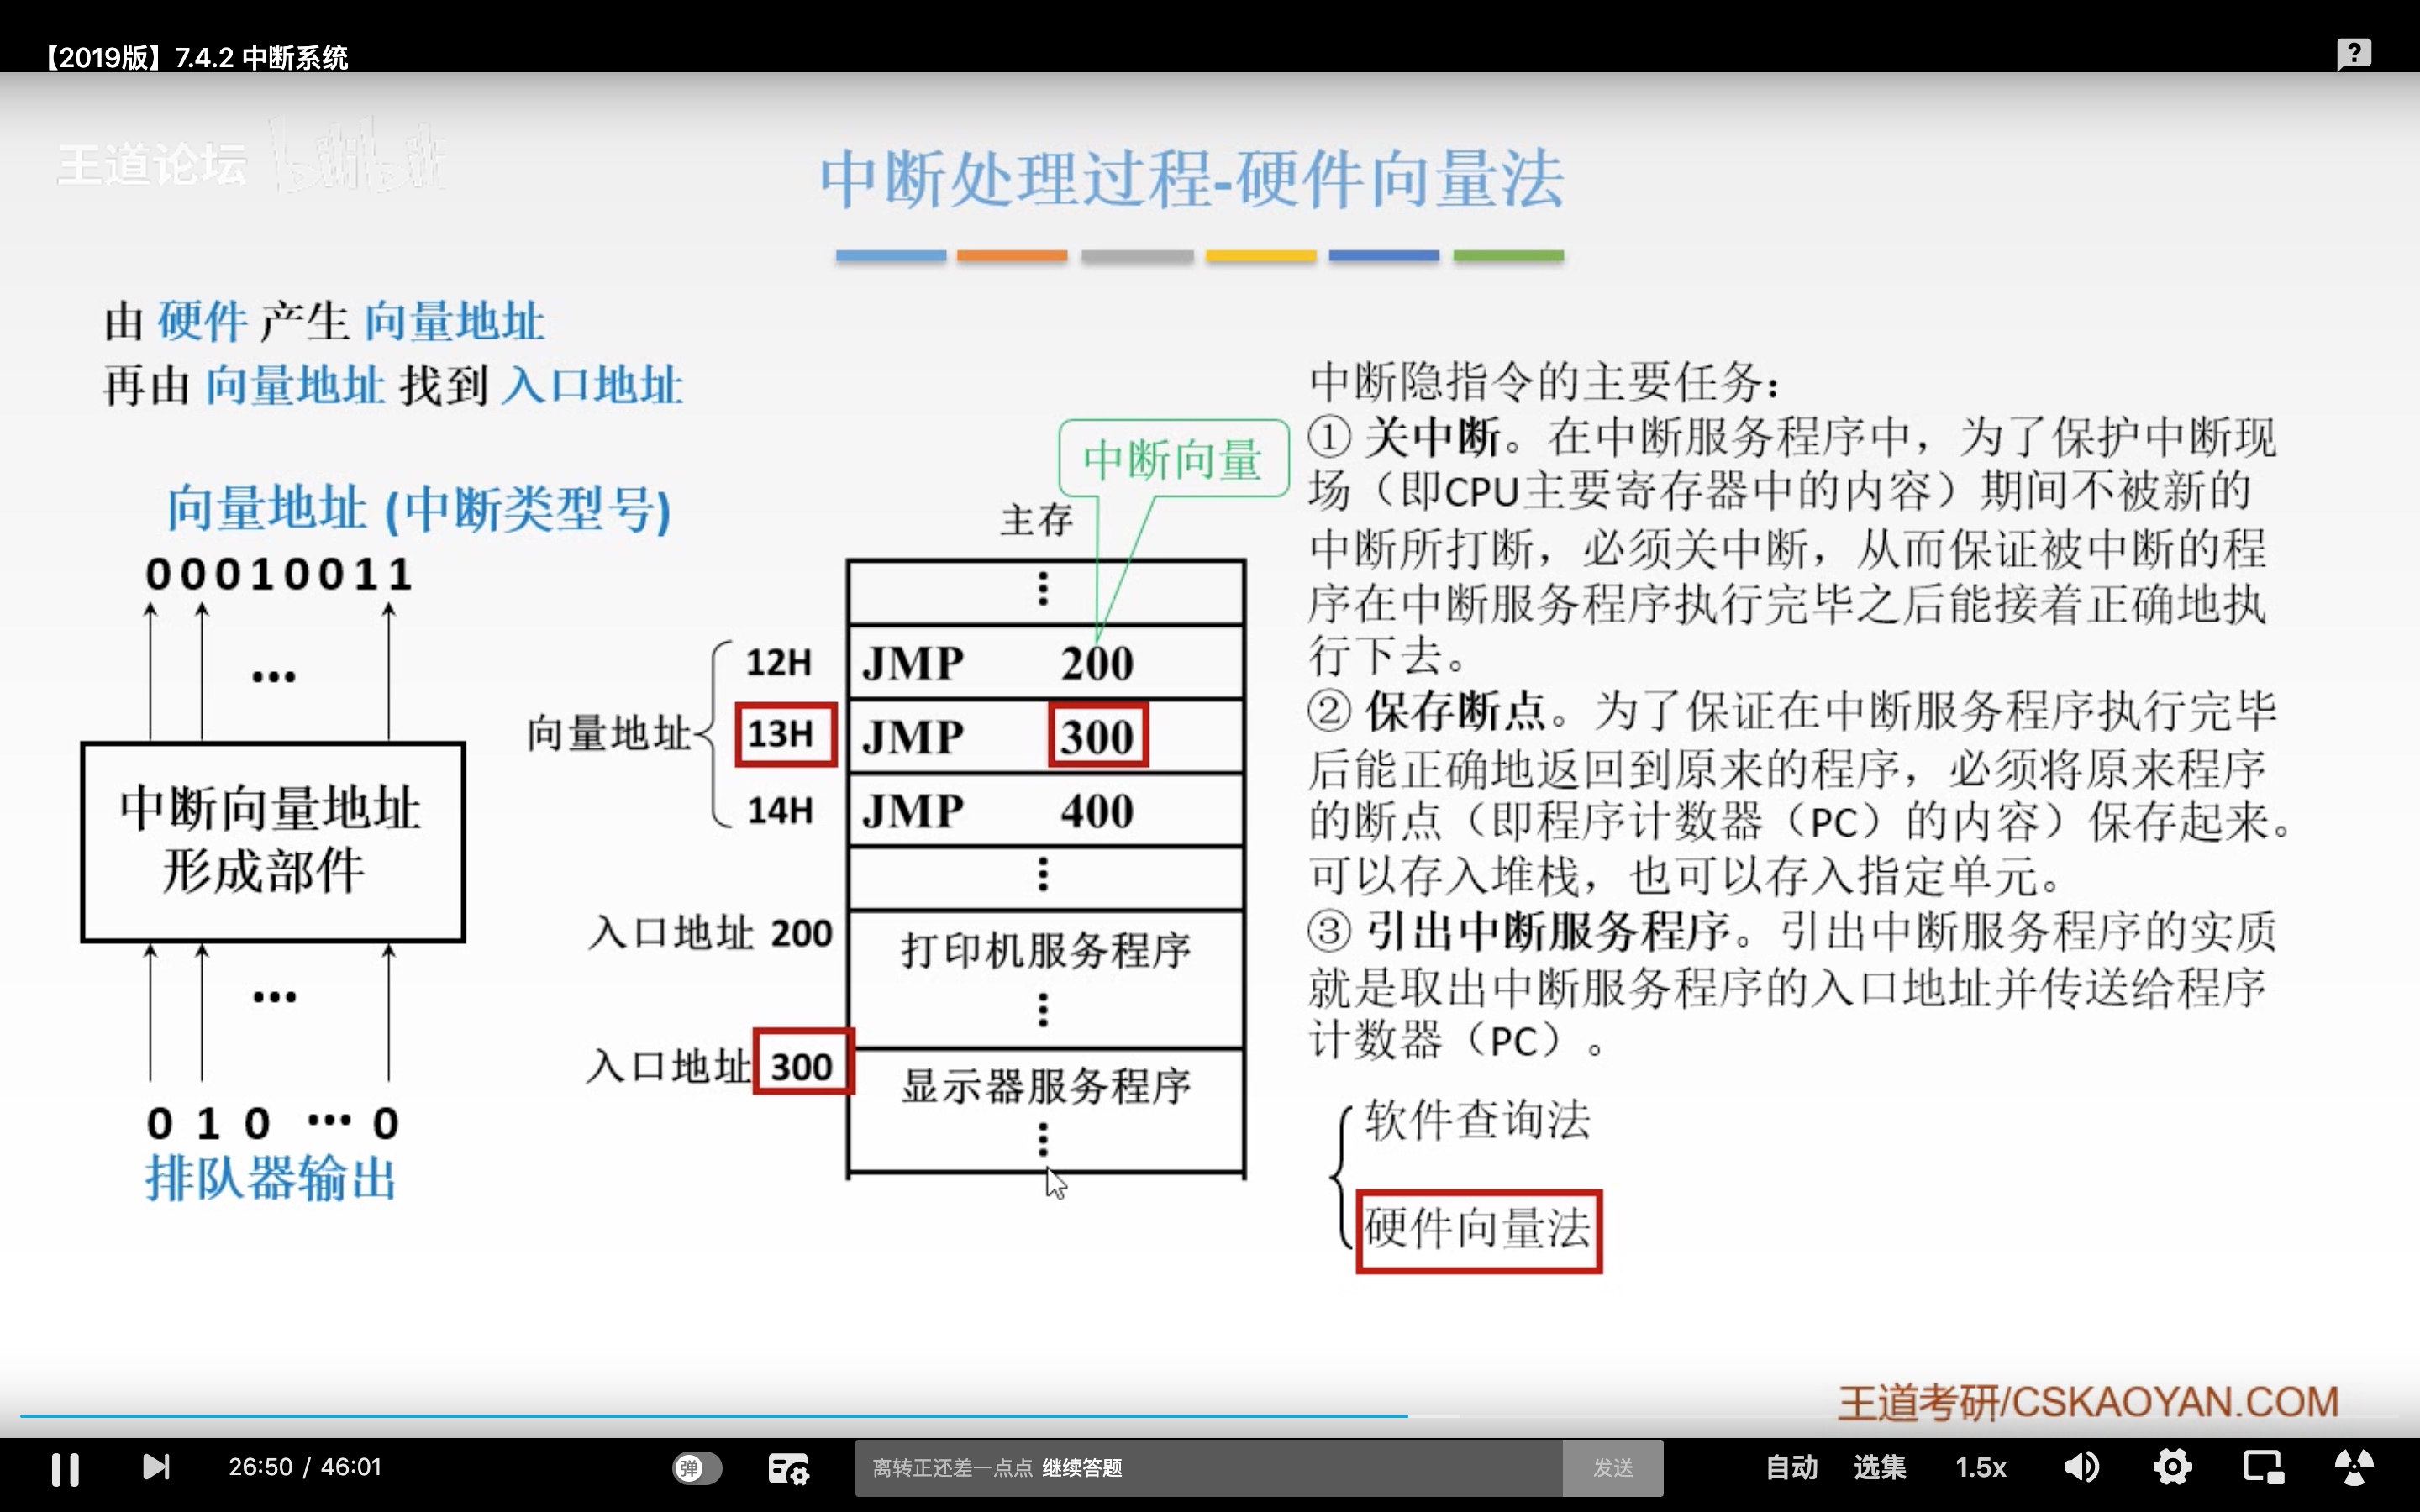 【2019版】7.4.2 中断系统
王道论坛 bilibili
中断处理过程-硬件向量法
由 硬件 产生 向量地址
再由 向量地址 找到 入口地址
向量地址 (中断类型号)
00010011
...
中断向量地址
形成部件
...
0 1 0 ... 0
排队器输出
中断向量
主存
向量地址
12H JMP 200
13H JMP 300
14H JMP 400
入口地址 200
打印机服务程序
入口地址 300
显示器服务程序
中断隐指令的主要任务：
① 关中断。在中断服务程序中，为了保护中断现
场（即CPU主要寄存器中的内容）期间不被新的
中断所打断，必须关中断，从而保证被中断的程
序在中断服务程序执行完毕之后能接着正确地执
行下去。
② 保存断点。为了保证在中断服务程序执行完毕
后能正确地返回到原来的程序，必须将原来程序
的断点（即程序计数器（PC）的内容）保存起来。
可以存入堆栈，也可以存入指定单元。
③ 引出中断服务程序。引出中断服务程序的实质
就是取出中断服务程序的入口地址并传送给程序
计数器（PC）。
软件查询法
硬件向量法
王道考研/CSKAOYAN.COM
26:50 / 46:01
弹
离转正还差一点点 继续答题
发送
自动
选集
1.5x